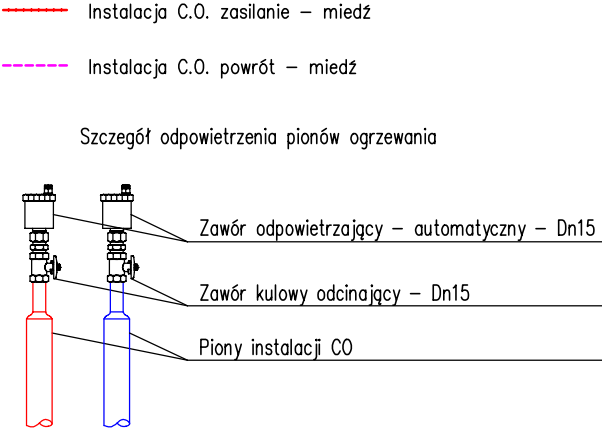 Instalacja C.O. zasilanie – miedź
Instalacja C.O. powrót – miedź
Szczegół odpowietrzenia pionów ogrzewania
Zawór odpowietrzający – automatyczny – Dn15
Zawór kulowy odcinający – Dn15
Piony instalacji CO